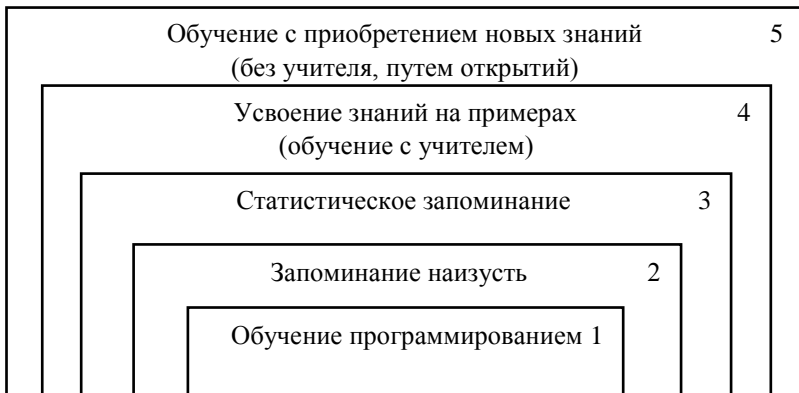 Обучение с приобретением новых знаний 5
(без учителя, путем открытий)
Усвоение знаний на примерах 4
(обучение с учителем)
Статистическое запоминание 3
Запоминание наизусть 2
Обучение программированием 1